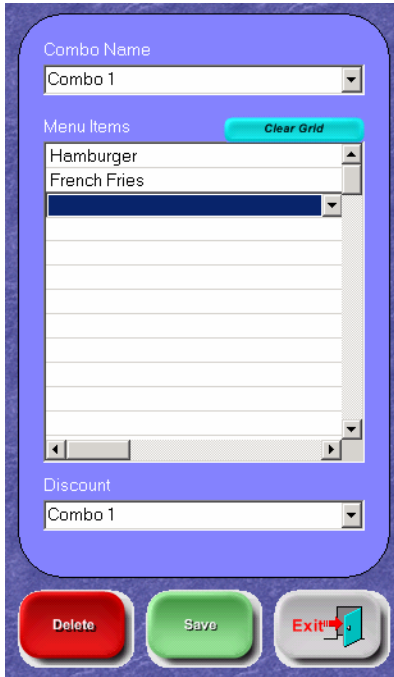 Combo Name
Combo 1
Menu Items Clear Grid
Hamburger
French Fries
Discount
Combo 1
Delete Save Exit